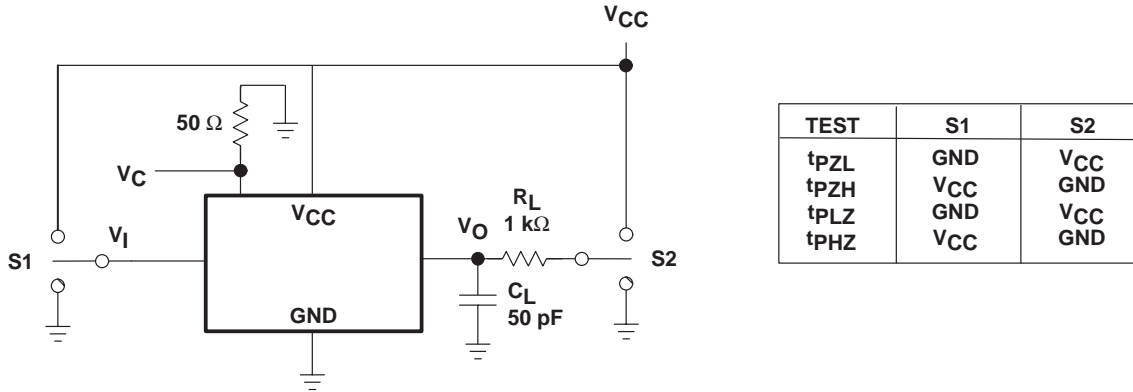 VCC
50 Ω
VC
VCC
RL
1 kΩ
VO
VI
S1
S2
CL
50 pF
GND
TEST S1 S2
tPZL GND VCC
tPZH VCC GND
tPLZ GND VCC
tPHZ VCC GND